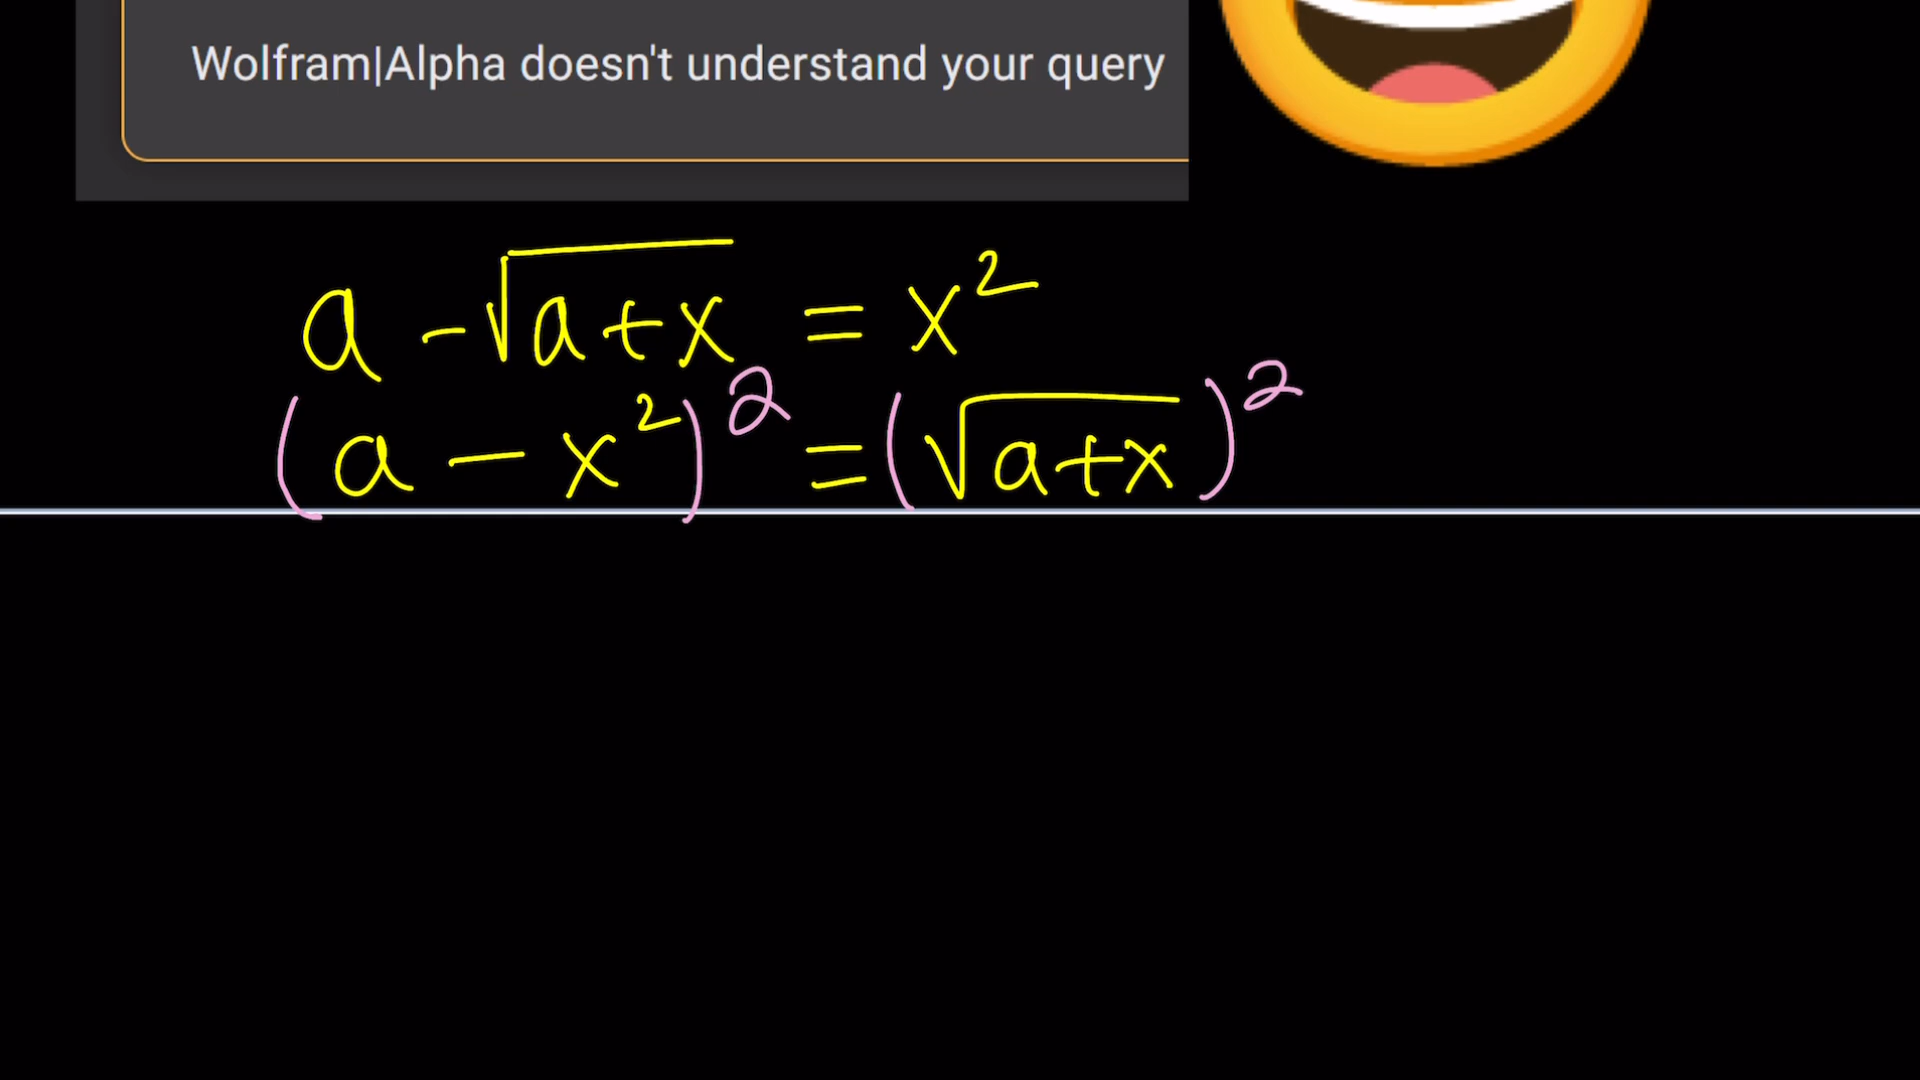 Wolfram|Alpha doesn't understand your query
a - √(a+x) = x²
(a - x²)² = (√(a+x))²